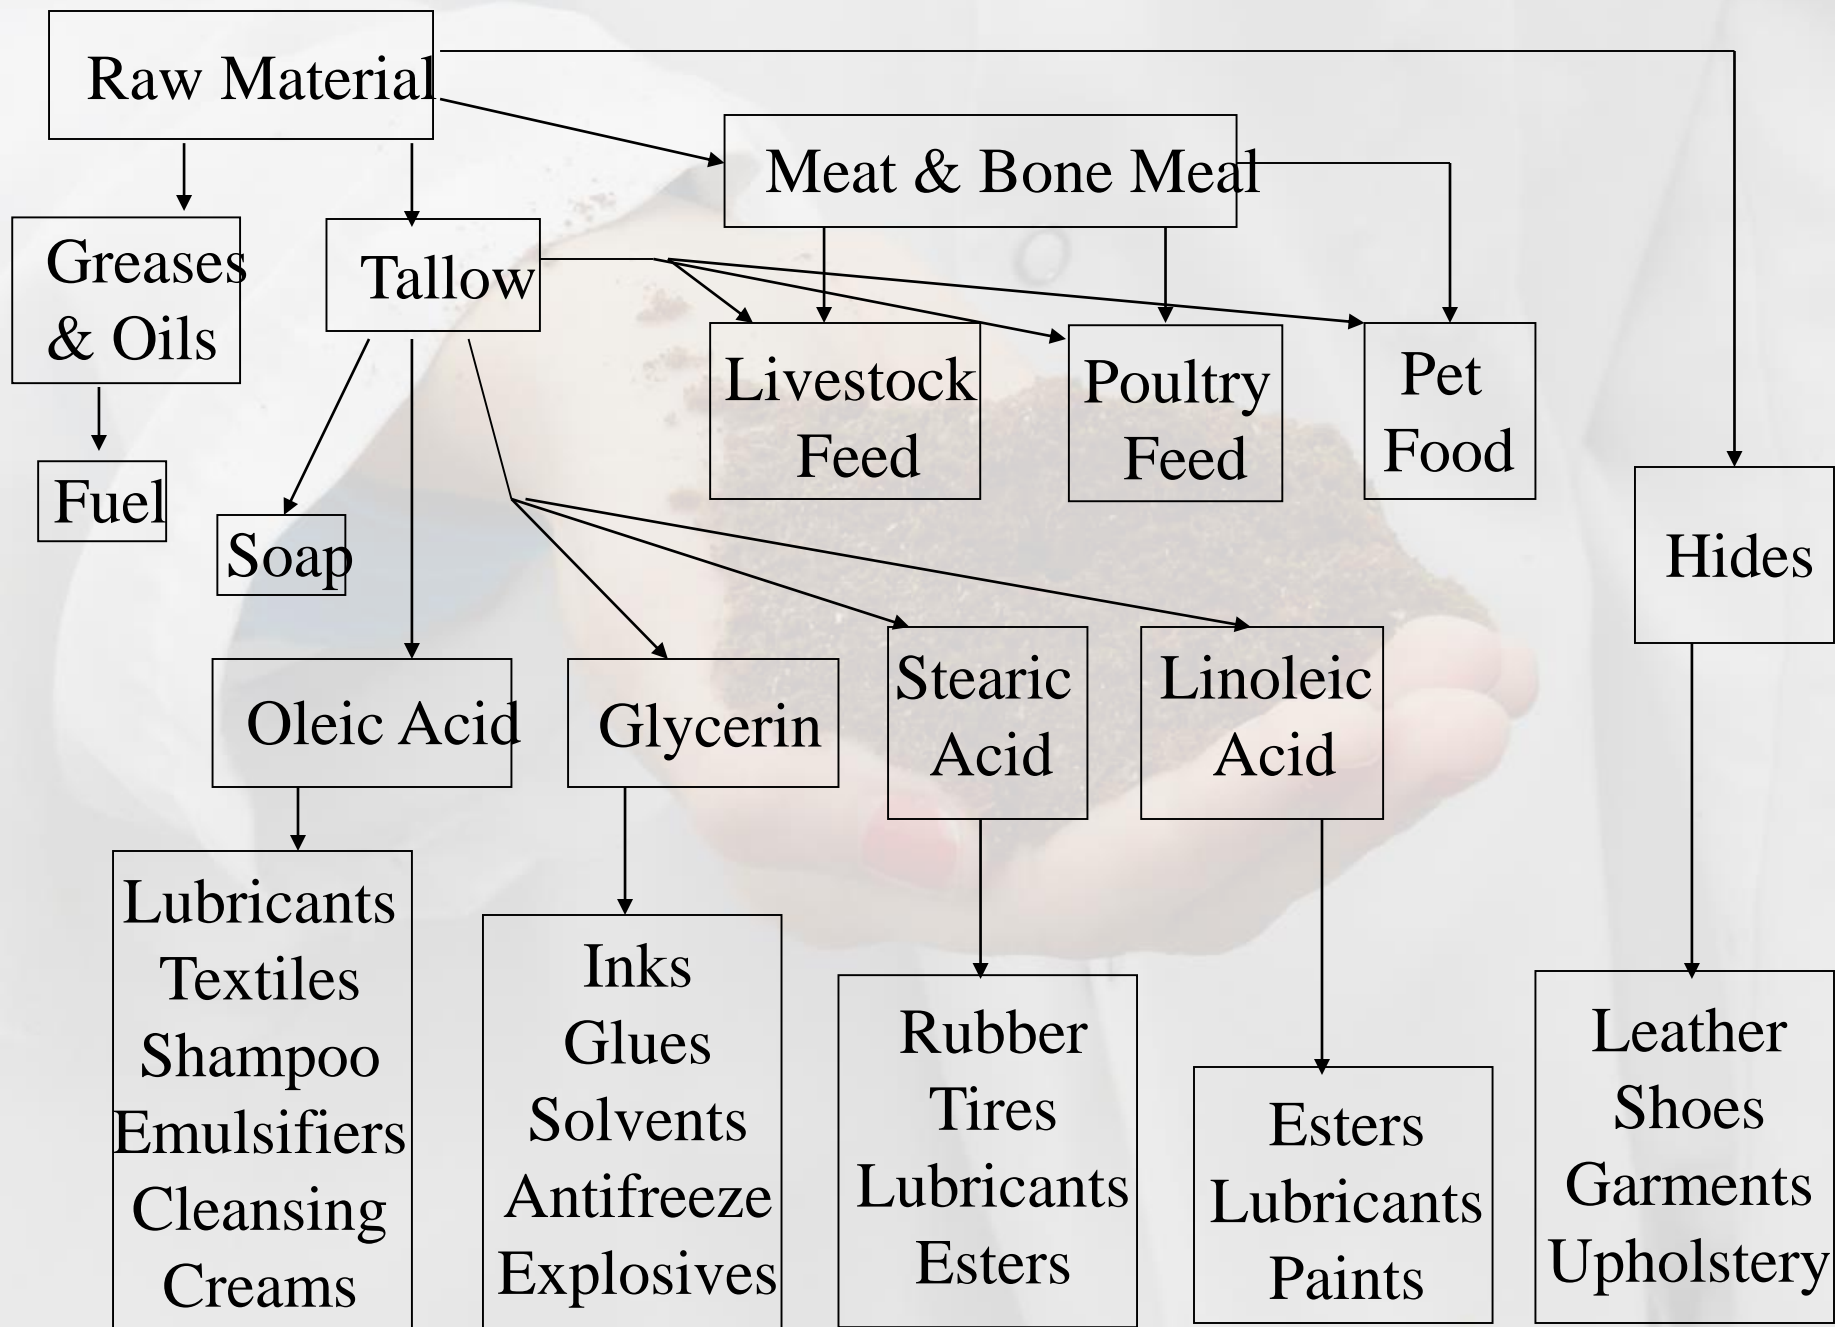 Raw Material
Meat & Bone Meal
Greases
& Oils
Tallow
Livestock
Feed
Poultry
Feed
Pet
Food
Fuel
Soap
Hides
Oleic Acid
Glycerin
Stearic
Acid
Linoleic
Acid
Lubricants
Textiles
Shampoo
Emulsifiers
Cleansing
Creams
Inks
Glues
Solvents
Antifreeze
Explosives
Rubber
Tires
Lubricants
Esters
Esters
Lubricants
Paints
Leather
Shoes
Garments
Upholstery